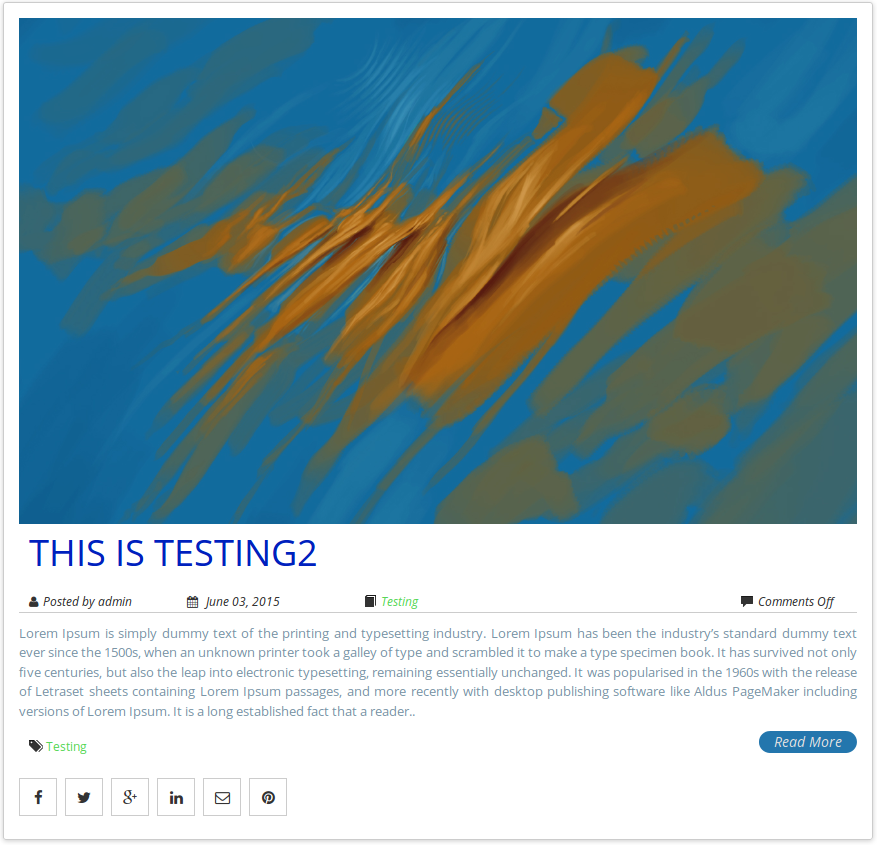 THIS IS TESTING2
Posted by admin June 03, 2015 Testing Comments Off
Lorem Ipsum is simply dummy text of the printing and typesetting industry. Lorem Ipsum has been the industry’s standard dummy text
ever since the 1500s, when an unknown printer took a galley of type and scrambled it to make a type specimen book. It has survived not only
five centuries, but also the leap into electronic typesetting, remaining essentially unchanged. It was popularised in the 1960s with the release
of Letraset sheets containing Lorem Ipsum passages, and more recently with desktop publishing software like Aldus PageMaker including
versions of Lorem Ipsum. It is a long established fact that a reader..
Testing Read More